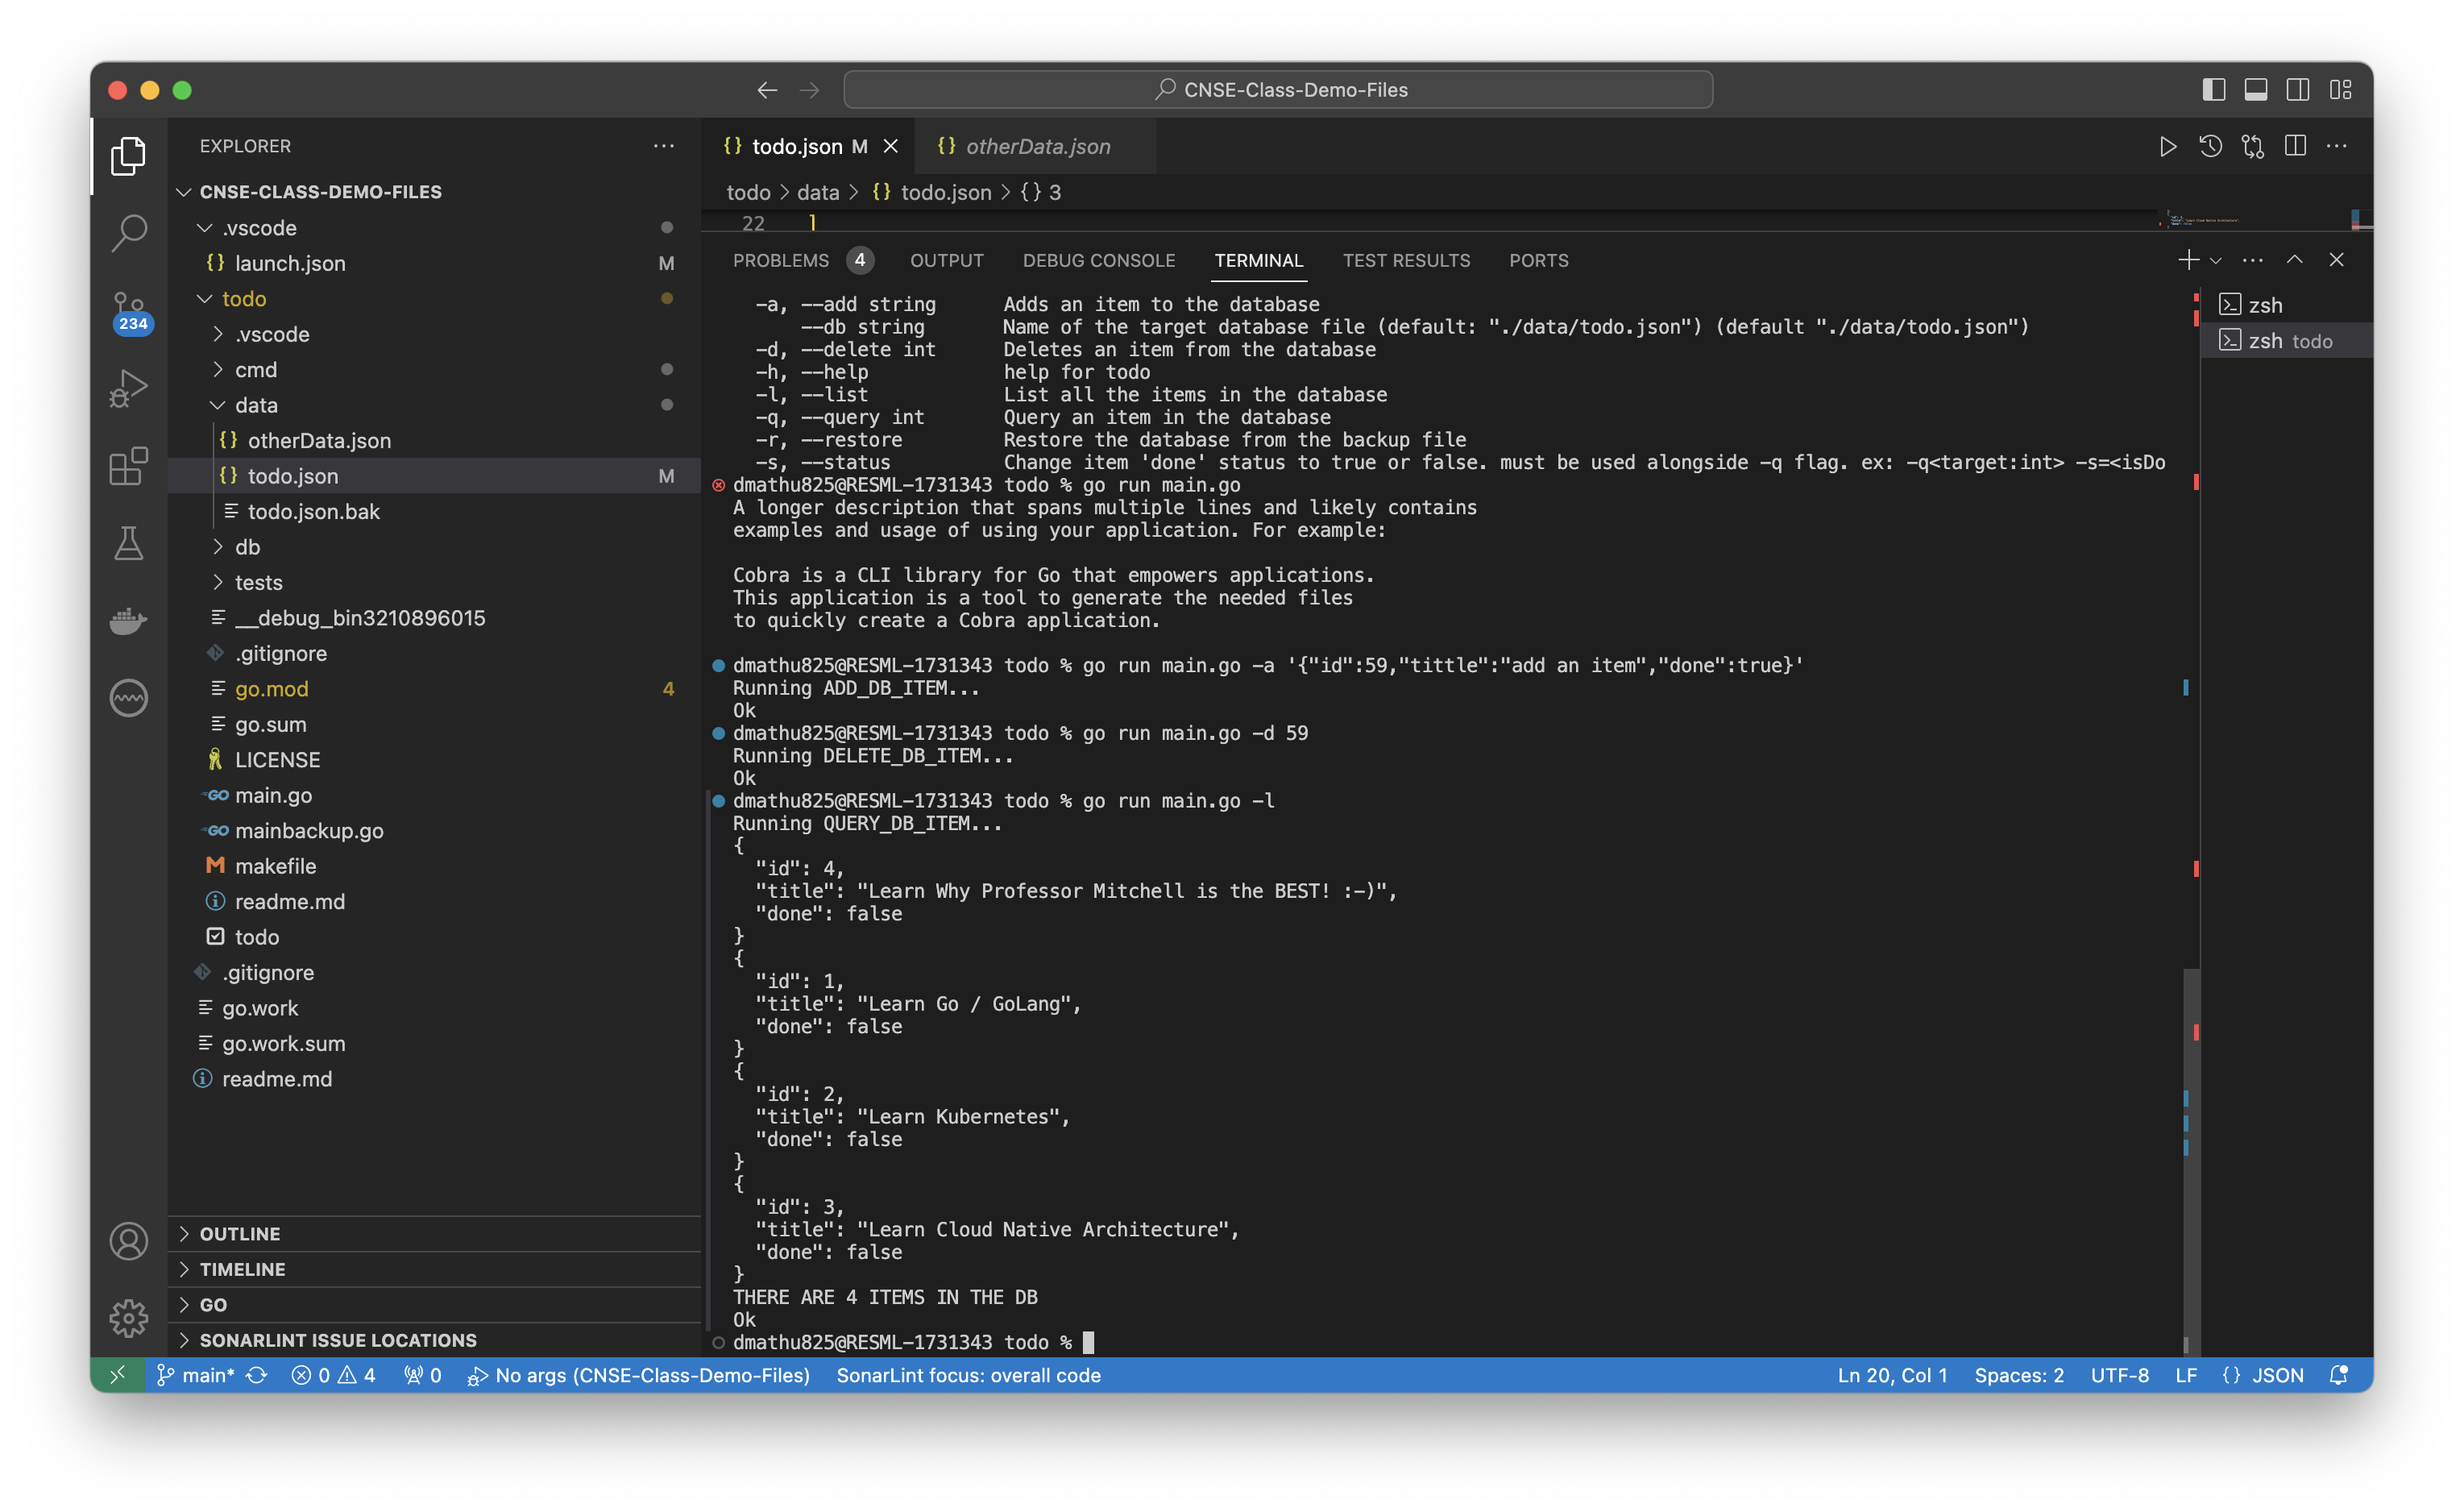 CNSE-Class-Demo-Files
EXPLORER
CNSE-CLASS-DEMO-FILES
.vscode
launch.json M
todo
.vscode
cmd
data
otherData.json
todo.json M
todo.json.bak
db
tests
__debug_bin3210896015
.gitignore
go.mod 4
go.sum
LICENSE
main.go
mainbackup.go
makefile
readme.md
todo
.gitignore
go.work
go.work.sum
readme.md
OUTLINE
TIMELINE
GO
SONARLINT ISSUE LOCATIONS
234
todo.json M
otherData.json
todo > data > {} todo.json > {} 3
22 ]
PROBLEMS 4 OUTPUT DEBUG CONSOLE TERMINAL TEST RESULTS PORTS
-a, --add string Adds an item to the database
--db string Name of the target database file (default: "./data/todo.json") (default "./data/todo.json")
-d, --delete int Deletes an item from the database
-h, --help help for todo
-l, --list List all the items in the database
-q, --query int Query an item in the database
-r, --restore Restore the database from the backup file
-s, --status Change item 'done' status to true or false. must be used alongside -q flag. ex: -q<target:int> -s=<isDo
dmathu825@RESML-1731343 todo % go run main.go
A longer description that spans multiple lines and likely contains
examples and usage of using your application. For example:
Cobra is a CLI library for Go that empowers applications.
This application is a tool to generate the needed files
to quickly create a Cobra application.
dmathu825@RESML-1731343 todo % go run main.go -a '{"id":59,"tittle":"add an item","done":true}'
Running ADD_DB_ITEM...
Ok
dmathu825@RESML-1731343 todo % go run main.go -d 59
Running DELETE_DB_ITEM...
Ok
dmathu825@RESML-1731343 todo % go run main.go -l
Running QUERY_DB_ITEM...
{
"id": 4,
"title": "Learn Why Professor Mitchell is the BEST! :-)",
"done": false
}
{
"id": 1,
"title": "Learn Go / GoLang",
"done": false
}
{
"id": 2,
"title": "Learn Kubernetes",
"done": false
}
{
"id": 3,
"title": "Learn Cloud Native Architecture",
"done": false
}
THERE ARE 4 ITEMS IN THE DB
Ok
dmathu825@RESML-1731343 todo %
zsh
zsh todo
main* 0 4 0 No args (CNSE-Class-Demo-Files) SonarLint focus: overall code Ln 20, Col 1 Spaces: 2 UTF-8 LF {} JSON